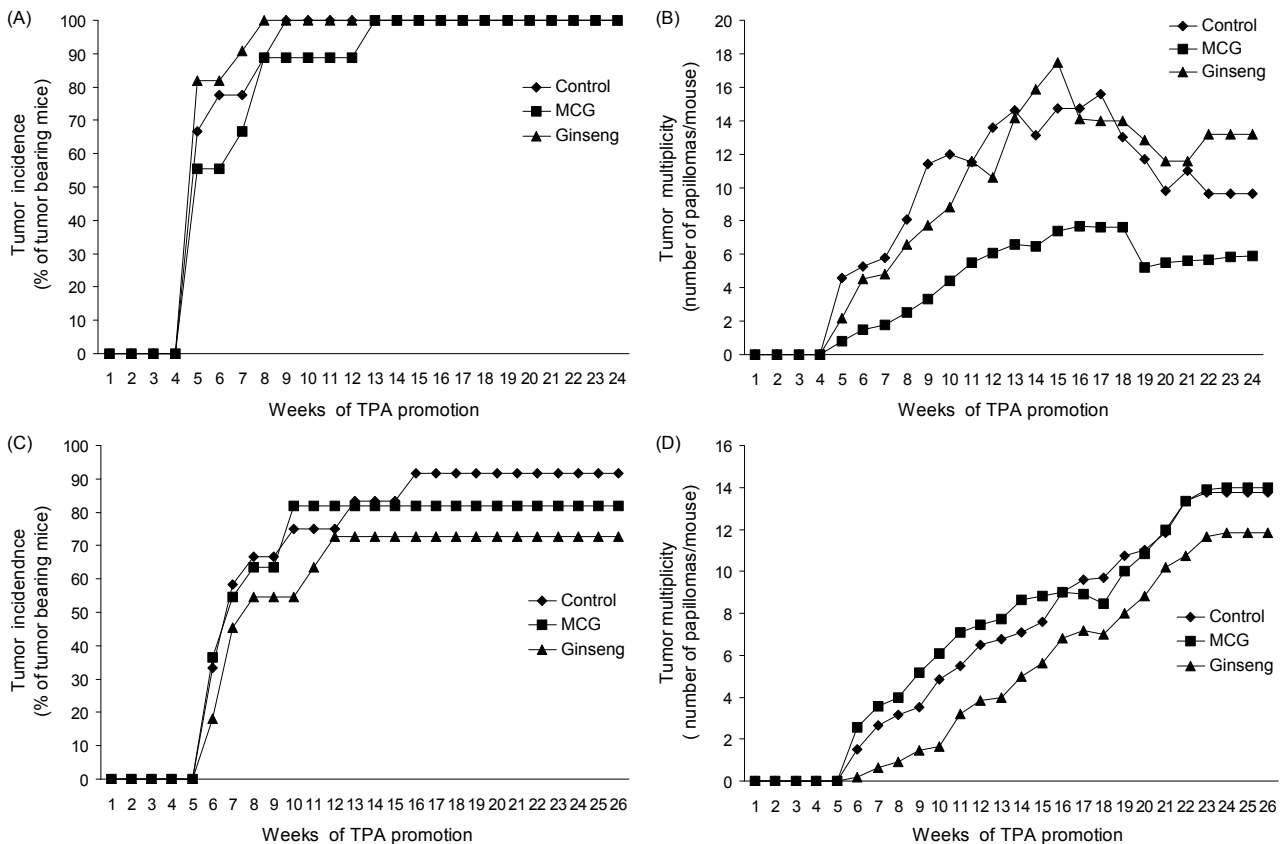 (A)
100
90
80
70
60
50
40
30
20
10
0
Tumor incidence
(% of tumor bearing mice)
Control
MCG
Ginseng
1 2 3 4 5 6 7 8 9 10 11 12 13 14 15 16 17 18 19 20 21 22 23 24
Weeks of TPA promotion
(B)
20
18
16
14
12
10
8
6
4
2
0
Tumor multiplicity
(number of papillomas/mouse)
Control
MCG
Ginseng
1 2 3 4 5 6 7 8 9 10 11 12 13 14 15 16 17 18 19 20 21 22 23 24
Weeks of TPA promotion
(C)
100
90
80
70
60
50
40
30
20
10
0
Tumor incidendnce
(% of tumor bearing mice)
Control
MCG
Ginseng
1 2 3 4 5 6 7 8 9 10 11 12 13 14 15 16 17 18 19 20 21 22 23 24 25 26
Weeks of TPA promotion
(D)
16
14
12
10
8
6
4
2
0
Tumor multiplicity
( number of papillomas/mouse)
Control
MCG
Ginseng
1 2 3 4 5 6 7 8 9 10 11 12 13 14 15 16 17 18 19 20 21 22 23 24 25 26
Weeks of TPA promotion